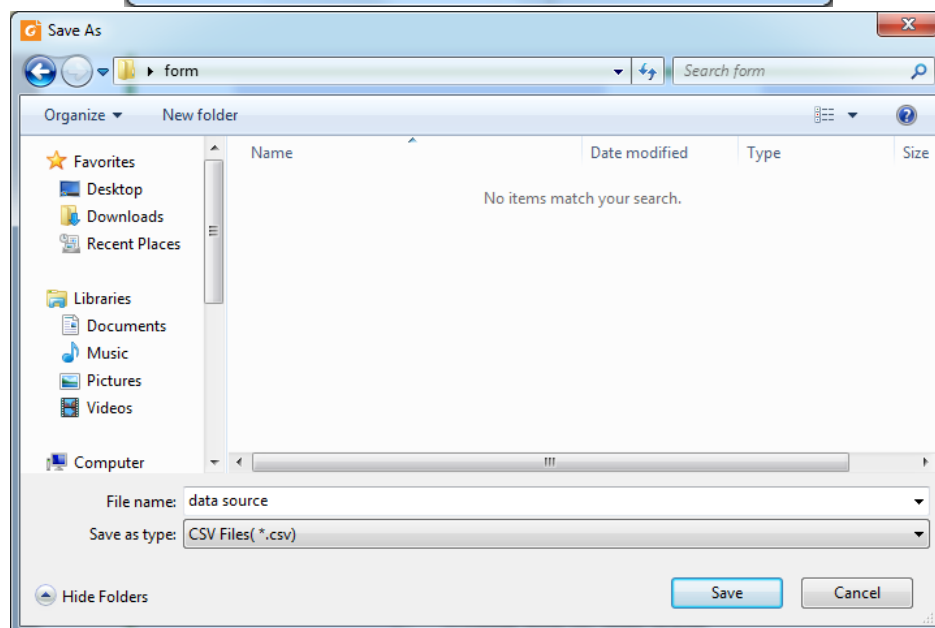 Save As
form
Search form
Organize
New folder
Favorites
Desktop
Downloads
Recent Places
Libraries
Documents
Music
Pictures
Videos
Computer
Name Date modified Type Size
No items match your search.
File name: data source
Save as type: CSV Files( *.csv)
Hide Folders
Save
Cancel